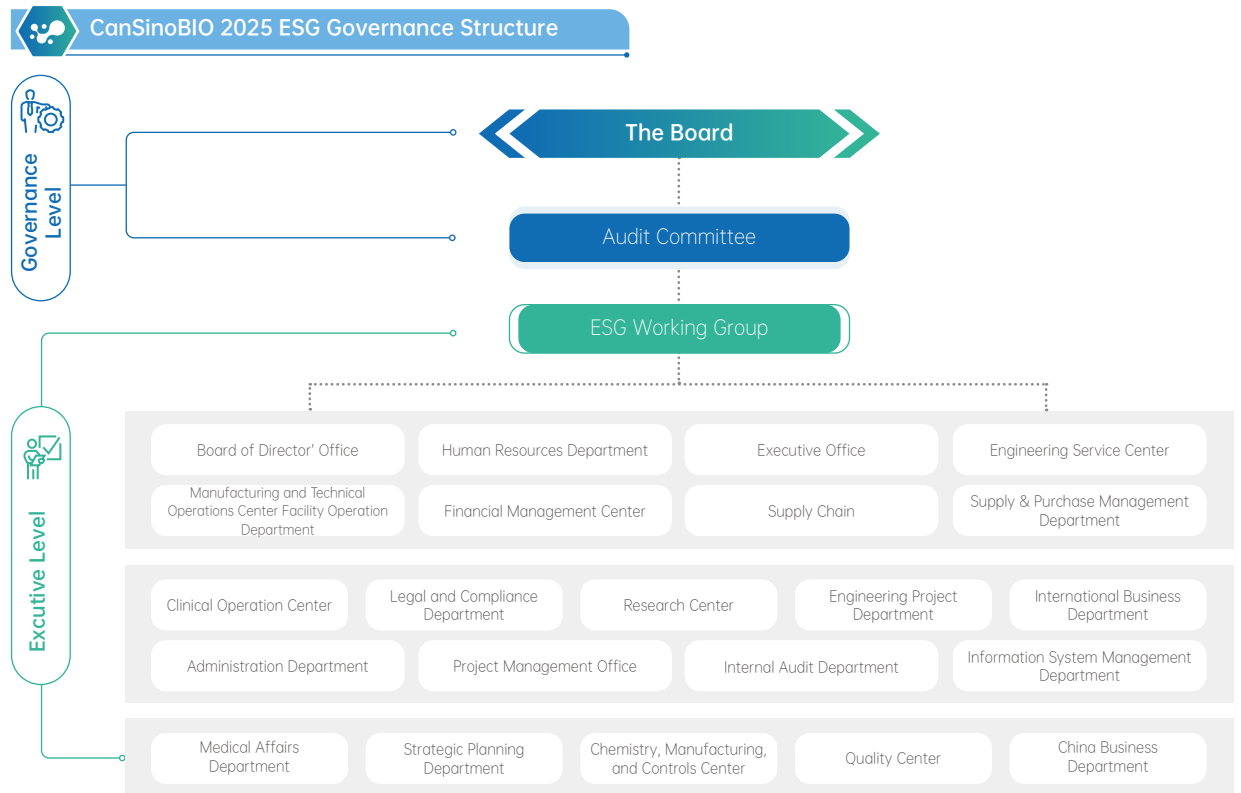 CanSinoBIO 2025 ESG Governance Structure
Governance
Level
The Board
Audit Committee
ESG Working Group
Excutive Level
Board of Director' Office
Human Resources Department
Executive Office
Engineering Service Center
Manufacturing and Technical
Operations Center Facility Operation
Department
Financial Management Center
Supply Chain
Supply & Purchase Management
Department
Clinical Operation Center
Legal and Compliance
Department
Research Center
Engineering Project
Department
International Business
Department
Administration Department
Project Management Office
Internal Audit Department
Information System Management
Department
Medical Affairs
Department
Strategic Planning
Department
Chemistry, Manufacturing,
and Controls Center
Quality Center
China Business
Department